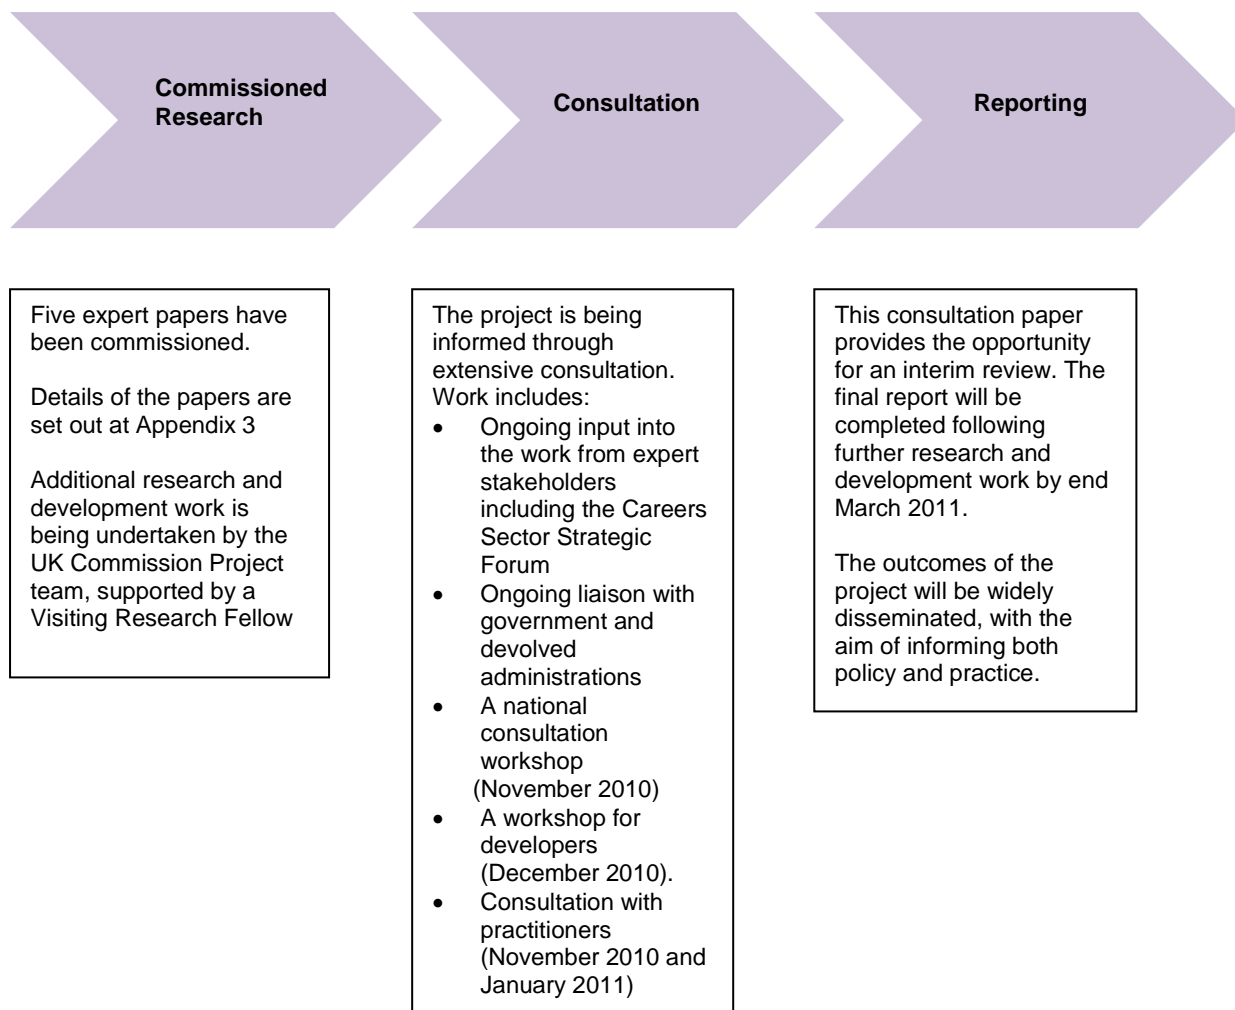 Commissioned
Research
Consultation
Reporting
Five expert papers have
been commissioned.
Details of the papers are
set out at Appendix 3
Additional research and
development work is
being undertaken by the
UK Commission Project
team, supported by a
Visiting Research Fellow
The project is being
informed through
extensive consultation.
Work includes:
• Ongoing input into
the work from expert
stakeholders
including the Careers
Sector Strategic
Forum
• Ongoing liaison with
government and
devolved
administrations
• A national
consultation
workshop
(November 2010)
• A workshop for
developers
(December 2010).
• Consultation with
practitioners
(November 2010 and
January 2011)
This consultation paper
provides the opportunity
for an interim review. The
final report will be
completed following
further research and
development work by end
March 2011.
The outcomes of the
project will be widely
disseminated, with the
aim of informing both
policy and practice.